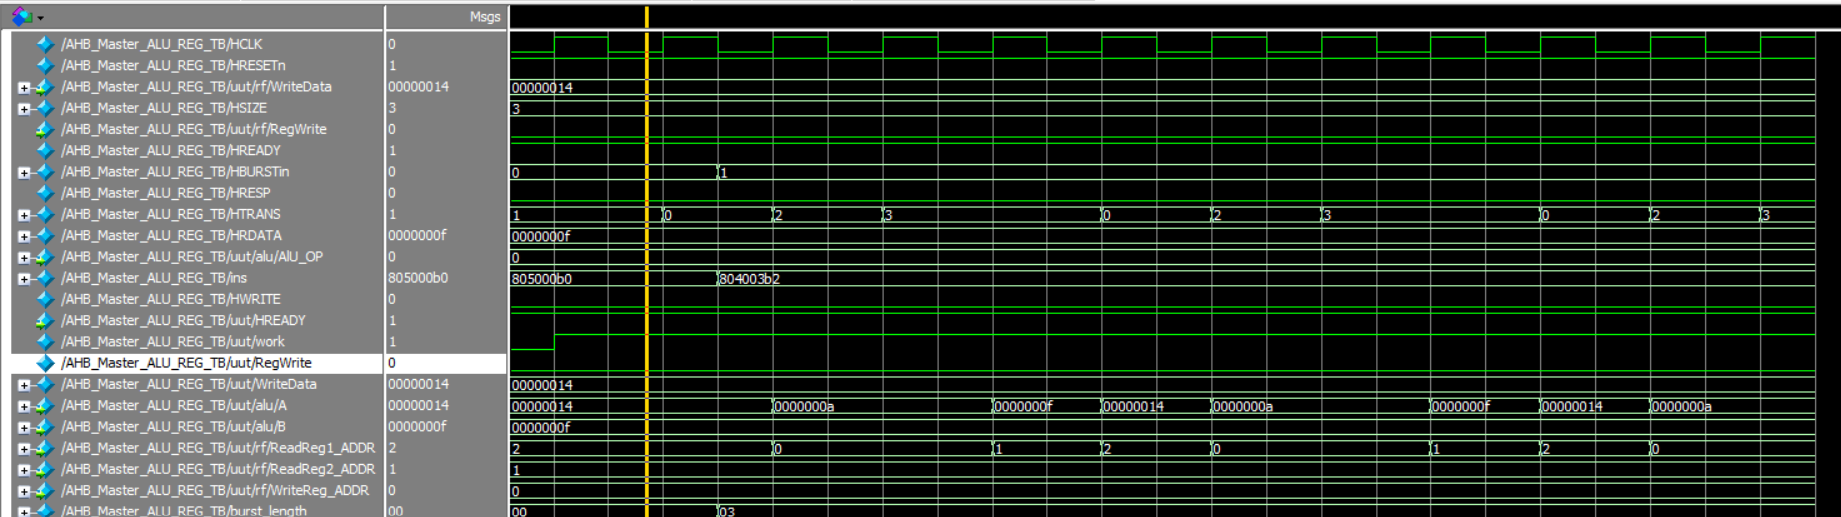 Msgs
/AHB_Master_ALU_REG_TB/HCLK 0
/AHB_Master_ALU_REG_TB/HRESETn 1
/AHB_Master_ALU_REG_TB/uut/rf/WriteData 00000014 00000014
/AHB_Master_ALU_REG_TB/HSIZE 3 3
/AHB_Master_ALU_REG_TB/uut/rf/RegWrite 0
/AHB_Master_ALU_REG_TB/HREADY 1
/AHB_Master_ALU_REG_TB/HBURSTin 0 0 1
/AHB_Master_ALU_REG_TB/HRESP 0
/AHB_Master_ALU_REG_TB/HTRANS 1 1 0 2 3 0 2 3 0 2 3
/AHB_Master_ALU_REG_TB/HRDATA 0000000f 0000000f
/AHB_Master_ALU_REG_TB/uut/alu/AlU_OP 0 0
/AHB_Master_ALU_REG_TB/ins 805000b0 805000b0 804003b2
/AHB_Master_ALU_REG_TB/HWRITE 0
/AHB_Master_ALU_REG_TB/uut/HREADY 1
/AHB_Master_ALU_REG_TB/uut/work 1
/AHB_Master_ALU_REG_TB/uut/RegWrite 0
/AHB_Master_ALU_REG_TB/uut/WriteData 00000014 00000014
/AHB_Master_ALU_REG_TB/uut/alu/A 00000014 00000014 0000000a 0000000f 00000014 0000000a 0000000f 00000014 0000000a
/AHB_Master_ALU_REG_TB/uut/alu/B 0000000f 0000000f
/AHB_Master_ALU_REG_TB/uut/rf/ReadReg1_ADDR 2 2 0 1 2 0 1 2 0
/AHB_Master_ALU_REG_TB/uut/rf/ReadReg2_ADDR 1 1
/AHB_Master_ALU_REG_TB/uut/rf/WriteReg_ADDR 0 0
/AHB_Master_ALU_REG_TB/burst_length 00 00 03